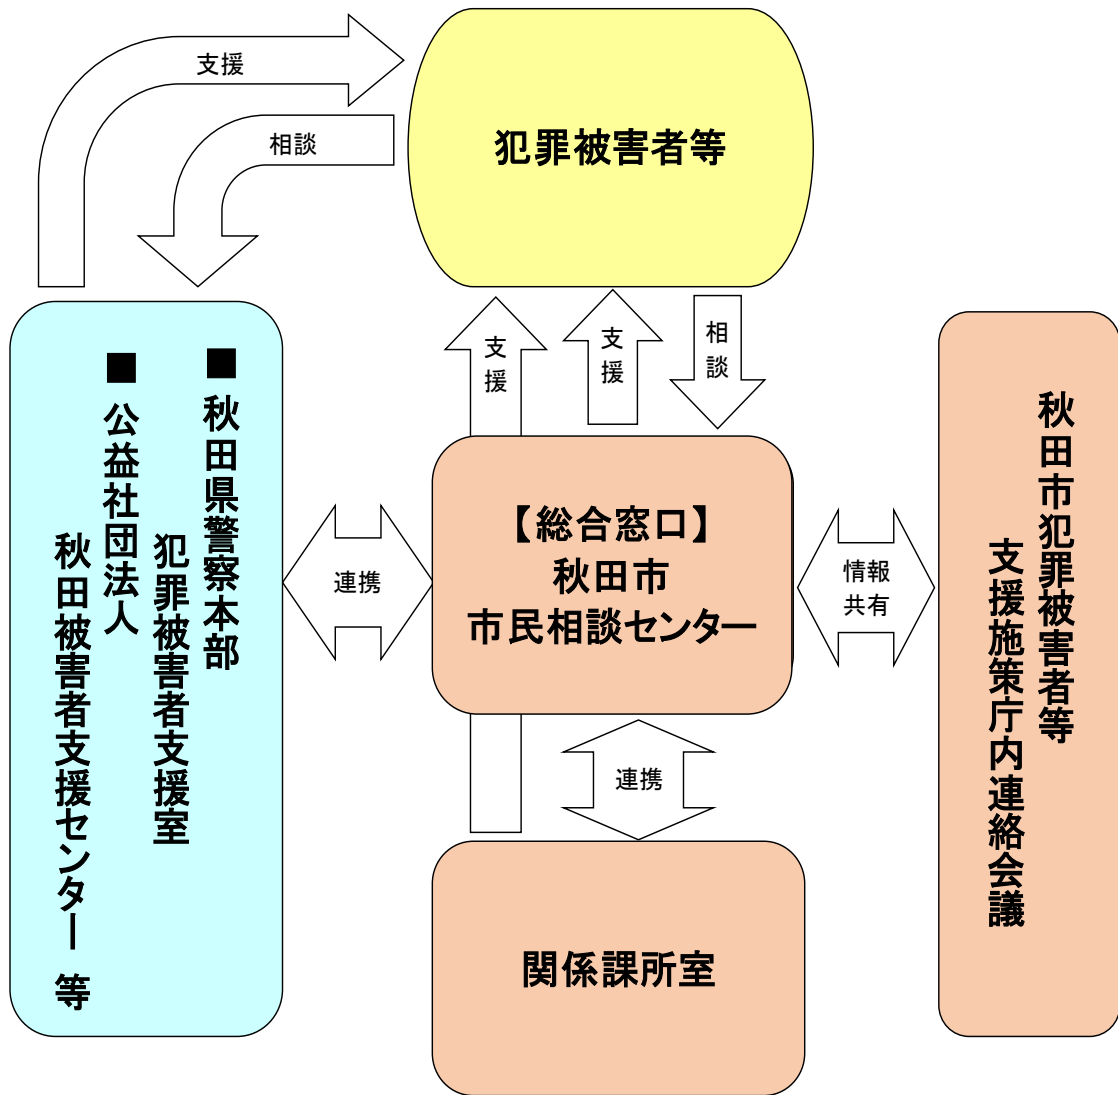 支援
相談
犯罪被害者等
支援
支援
相談
■ 秋田県警察本部
犯罪被害者支援室
■ 公益社団法人
秋田被害者支援センター 等
連携
【総合窓口】
秋田市
市民相談センター
情報
共有
秋田市犯罪被害者等
支援施策庁内連絡会議
連携
関係課所室